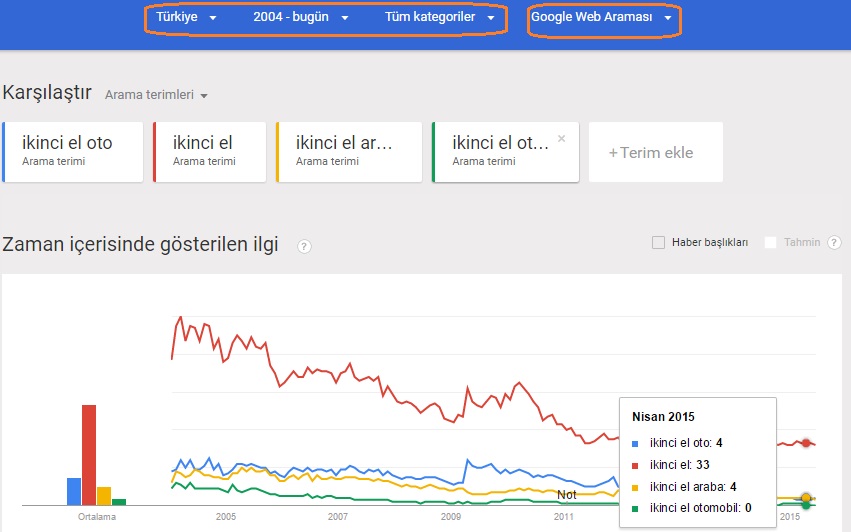 Türkiye 2004 - bugün Tüm kategoriler Google Web Araması
Karşılaştır Arama terimleri
ikinci el oto ikinci el ikinci el ar... ikinci el ot... ×
Arama terimi Arama terimi Arama terimi Arama terimi
+Terim ekle
Zaman içerisinde gösterilen ilgi ?
Haber başlıkları Tahmin ?
Nisan 2015
ikinci el oto: 4
ikinci el: 33
ikinci el araba: 4
ikinci el otomobil: 0
Not
Ortalama 2005 2007 2009 2011 2015